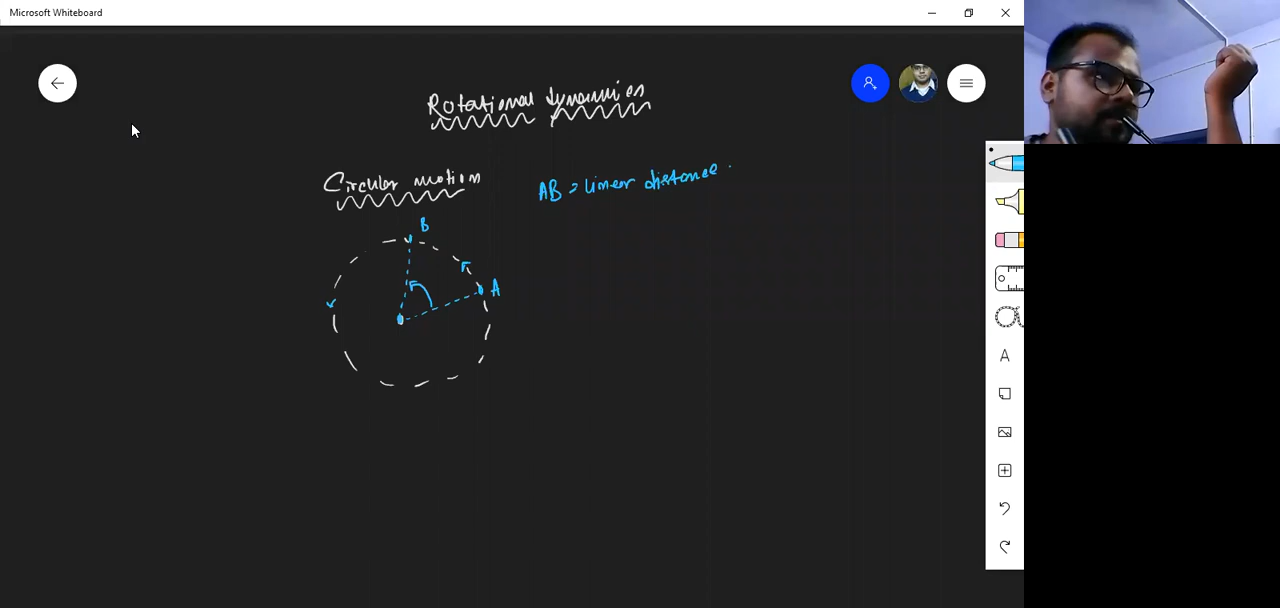 Microsoft Whiteboard
Rotational dynamics
Circular motion
AB = linear distance
B
A
A